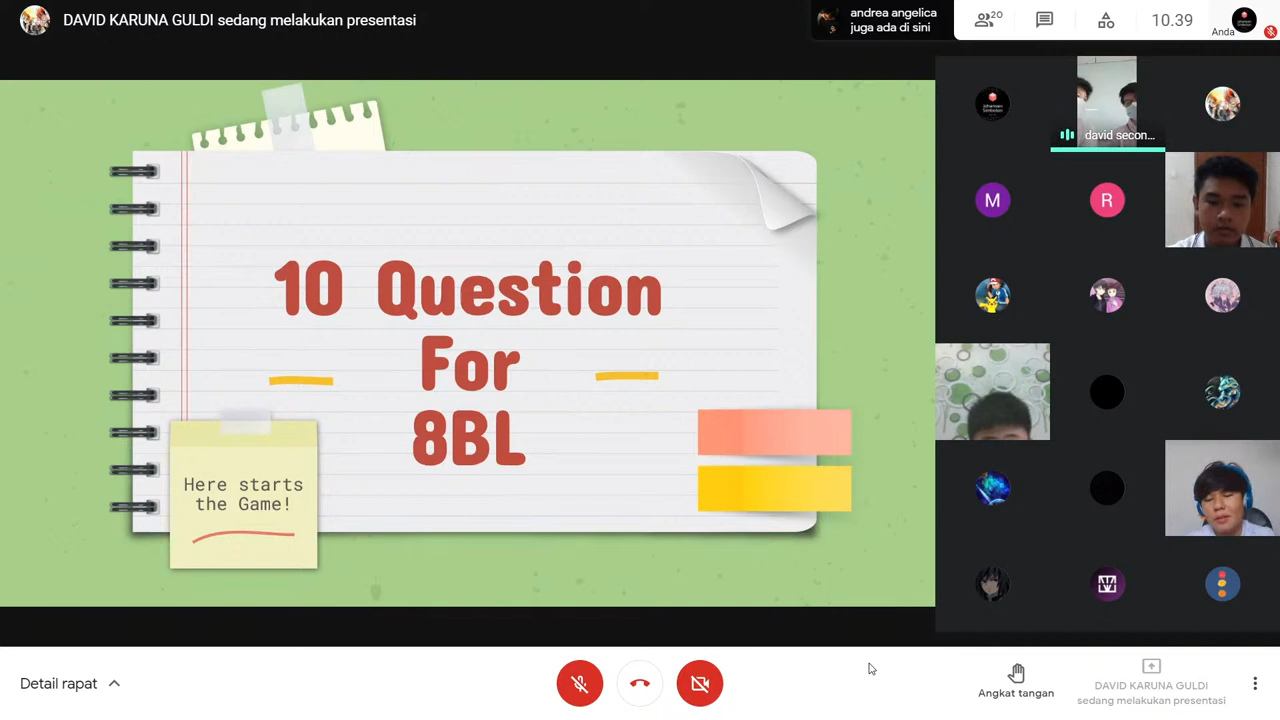 DAVID KARUNA GULDI sedang melakukan presentasi
andrea angelica
juga ada di sini
20
10.39
Anda
david secon...
M
R
10 Question
For
8BL
Here starts
the Game!
Detail rapat
Angkat tangan
DAVID KARUNA GULDI
sedang melakukan presentasi